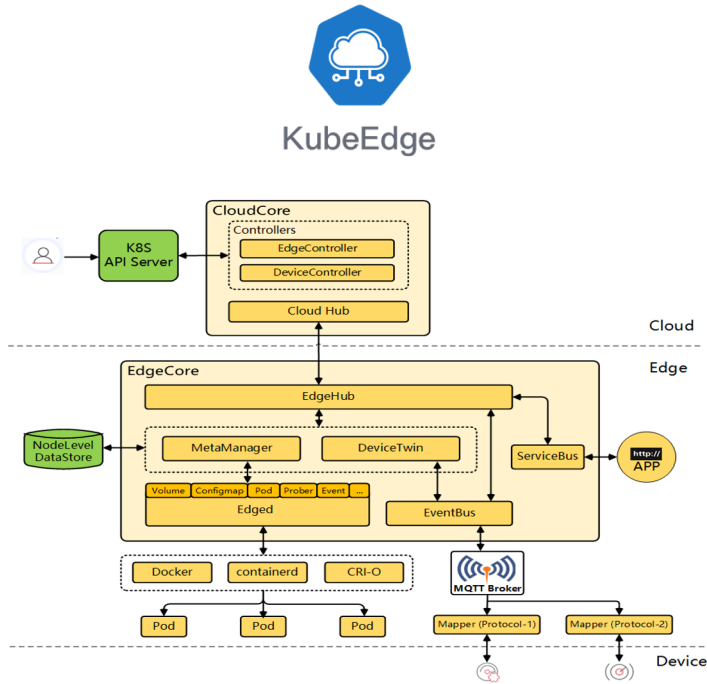 KubeEdge
CloudCore
Controllers
EdgeController
DeviceController
Cloud Hub
K8S
API Server
Cloud
Edge
EdgeCore
EdgeHub
NodeLevel
DataStore
MetaManager
DeviceTwin
ServiceBus
http://
APP
Volume
Configmap
Pod
Prober
Event
...
Edged
EventBus
Docker
containerd
CRI-O
MQTT Broker
Pod
Pod
Pod
Mapper (Protocol-1)
Mapper (Protocol-2)
Device